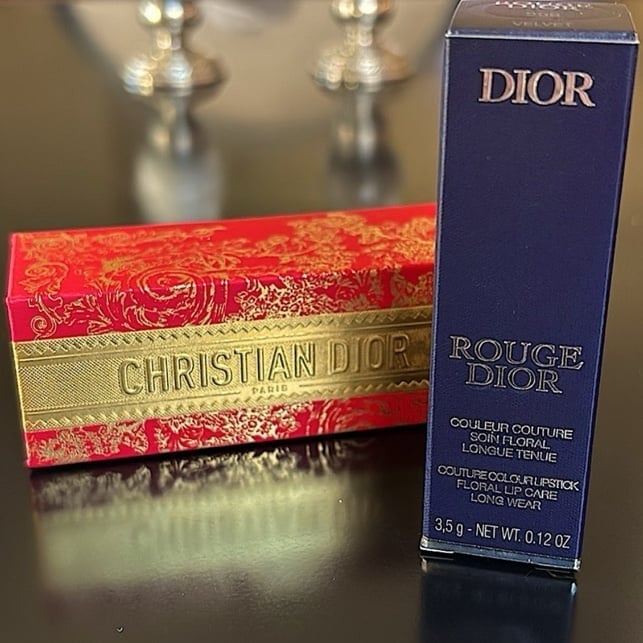 VELVET
DIOR
ROUGE
DIOR
COULEUR COUTURE
SOIN FLORAL
LONGUE TENUE
COUTURE COLOUR LIPSTICK
FLORAL LIP CARE
LONG WEAR
3,5 g - NET WT. 0.12 OZ
CHRISTIAN DIOR
PARIS